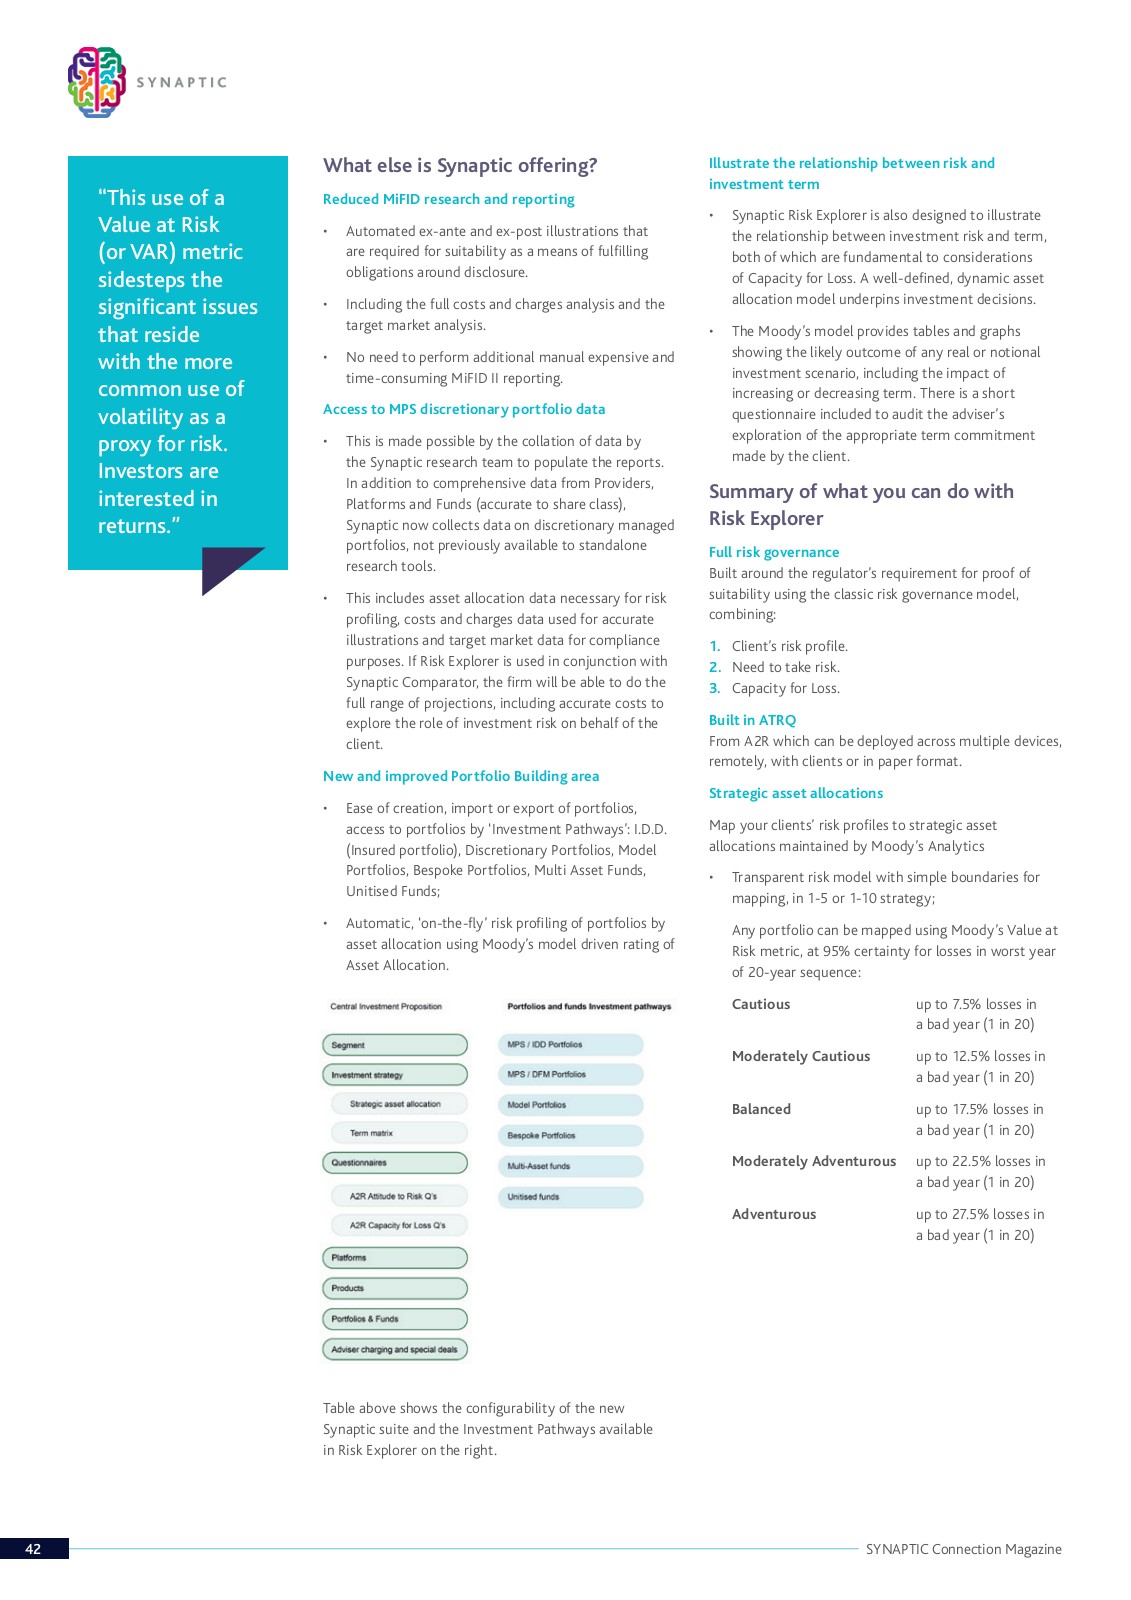 SYNAPTIC
“This use of a
Value at Risk
(or VAR) metric
sidesteps the
significant issues
that reside
with the more
common use of
volatility as a
proxy for risk.
Investors are
interested in
returns.”
What else is Synaptic offering?
Reduced MiFID research and reporting
• Automated ex-ante and ex-post illustrations that
are required for suitability as a means of fulfilling
obligations around disclosure.
• Including the full costs and charges analysis and the
target market analysis.
• No need to perform additional manual expensive and
time-consuming MiFID II reporting.
Access to MPS discretionary portfolio data
• This is made possible by the collation of data by
the Synaptic research team to populate the reports.
In addition to comprehensive data from Providers,
Platforms and Funds (accurate to share class),
Synaptic now collects data on discretionary managed
portfolios, not previously available to standalone
research tools.
• This includes asset allocation data necessary for risk
profiling, costs and charges data used for accurate
illustrations and target market data for compliance
purposes. If Risk Explorer is used in conjunction with
Synaptic Comparator, the firm will be able to do the
full range of projections, including accurate costs to
explore the role of investment risk on behalf of the
client.
New and improved Portfolio Building area
• Ease of creation, import or export of portfolios,
access to portfolios by ‘Investment Pathways’: I.D.D.
(Insured portfolio), Discretionary Portfolios, Model
Portfolios, Bespoke Portfolios, Multi Asset Funds,
Unitised Funds;
• Automatic, ‘on-the-fly’ risk profiling of portfolios by
asset allocation using Moody’s model driven rating of
Asset Allocation.
Central Investment Proposition
Segment
Investment strategy
Strategic asset allocation
Term matrix
Questionnaires
A2R Attitude to Risk Q's
A2R Capacity for Loss Q's
Platforms
Products
Portfolios & Funds
Adviser charging and special deals
Portfolios and funds Investment pathways
MPS / IDD Portfolios
MPS / DFM Portfolios
Model Portfolios
Bespoke Portfolios
Multi-Asset funds
Unitised funds
Table above shows the configurability of the new
Synaptic suite and the Investment Pathways available
in Risk Explorer on the right.
Illustrate the relationship between risk and
investment term
• Synaptic Risk Explorer is also designed to illustrate
the relationship between investment risk and term,
both of which are fundamental to considerations
of Capacity for Loss. A well-defined, dynamic asset
allocation model underpins investment decisions.
• The Moody’s model provides tables and graphs
showing the likely outcome of any real or notional
investment scenario, including the impact of
increasing or decreasing term. There is a short
questionnaire included to audit the adviser’s
exploration of the appropriate term commitment
made by the client.
Summary of what you can do with
Risk Explorer
Full risk governance
Built around the regulator’s requirement for proof of
suitability using the classic risk governance model,
combining:
1. Client’s risk profile.
2. Need to take risk.
3. Capacity for Loss.
Built in ATRQ
From A2R which can be deployed across multiple devices,
remotely, with clients or in paper format.
Strategic asset allocations
Map your clients’ risk profiles to strategic asset
allocations maintained by Moody’s Analytics
• Transparent risk model with simple boundaries for
mapping, in 1-5 or 1-10 strategy;
Any portfolio can be mapped using Moody’s Value at
Risk metric, at 95% certainty for losses in worst year
of 20-year sequence:
Cautious up to 7.5% losses in
a bad year (1 in 20)
Moderately Cautious up to 12.5% losses in
a bad year (1 in 20)
Balanced up to 17.5% losses in
a bad year (1 in 20)
Moderately Adventurous up to 22.5% losses in
a bad year (1 in 20)
Adventurous up to 27.5% losses in
a bad year (1 in 20)
42
SYNAPTIC Connection Magazine